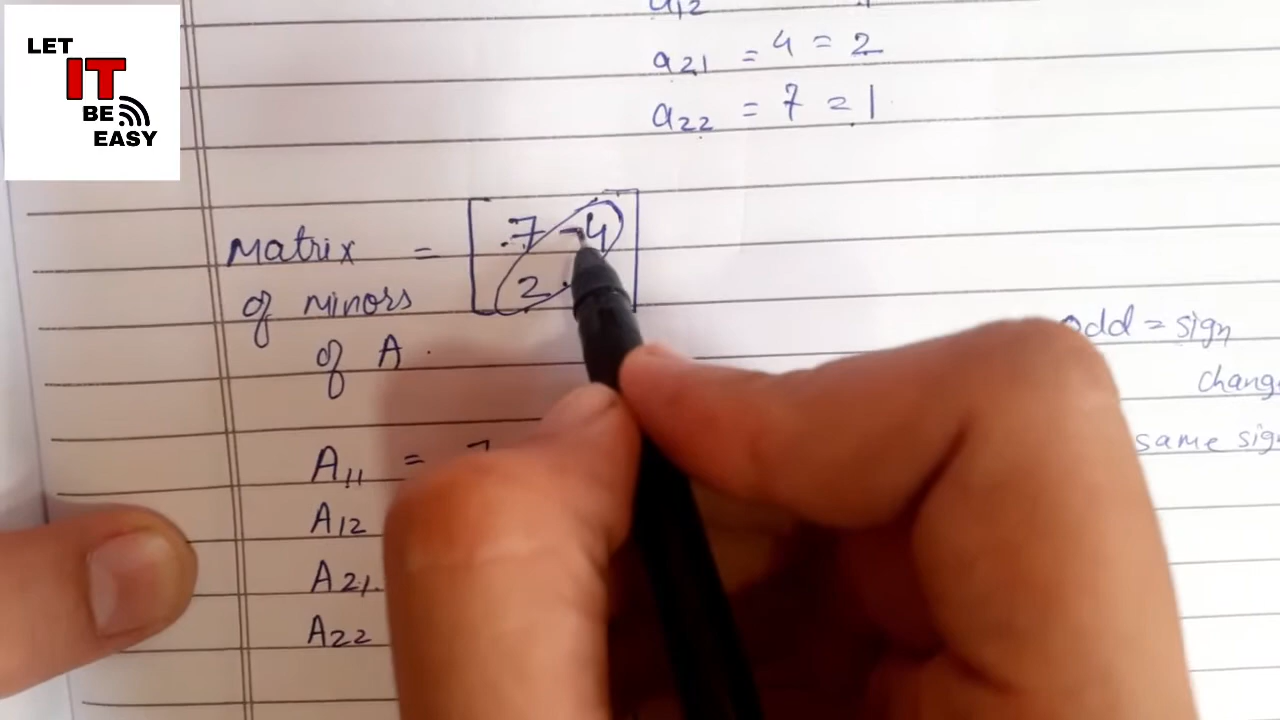 LET
IT
BE
EASY
a12
a21 = 4 = 2
a22 = 7 = 1
Matrix = 7 -4
of minors 2
of A
odd = sign
same sign
A11 = 7
A12
A21
A22